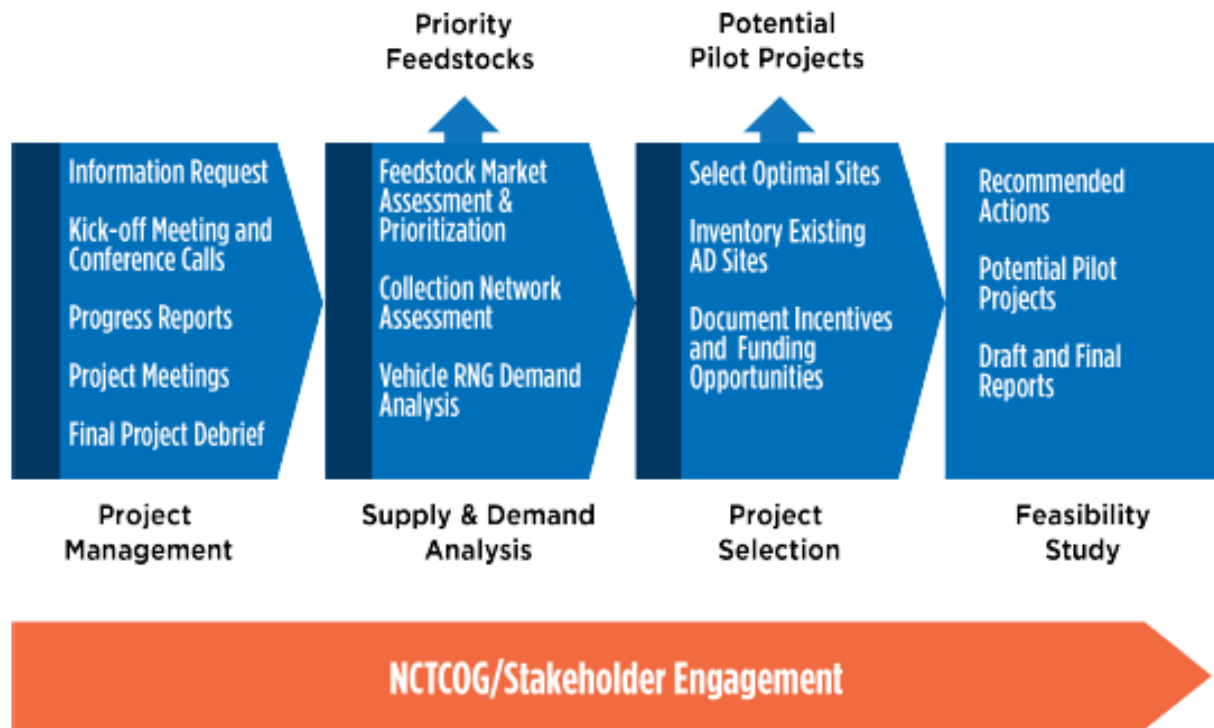 Priority
Feedstocks
Potential
Pilot Projects
Information Request
Kick-off Meeting and
Conference Calls
Progress Reports
Project Meetings
Final Project Debrief
Feedstock Market
Assessment &
Prioritization
Collection Network
Assessment
Vehicle RNG Demand
Analysis
Select Optimal Sites
Inventory Existing
AD Sites
Document Incentives
and Funding
Opportunities
Recommended
Actions
Potential Pilot
Projects
Draft and Final
Reports
Project
Management
Supply & Demand
Analysis
Project
Selection
Feasibility
Study
NCTCOG/Stakeholder Engagement